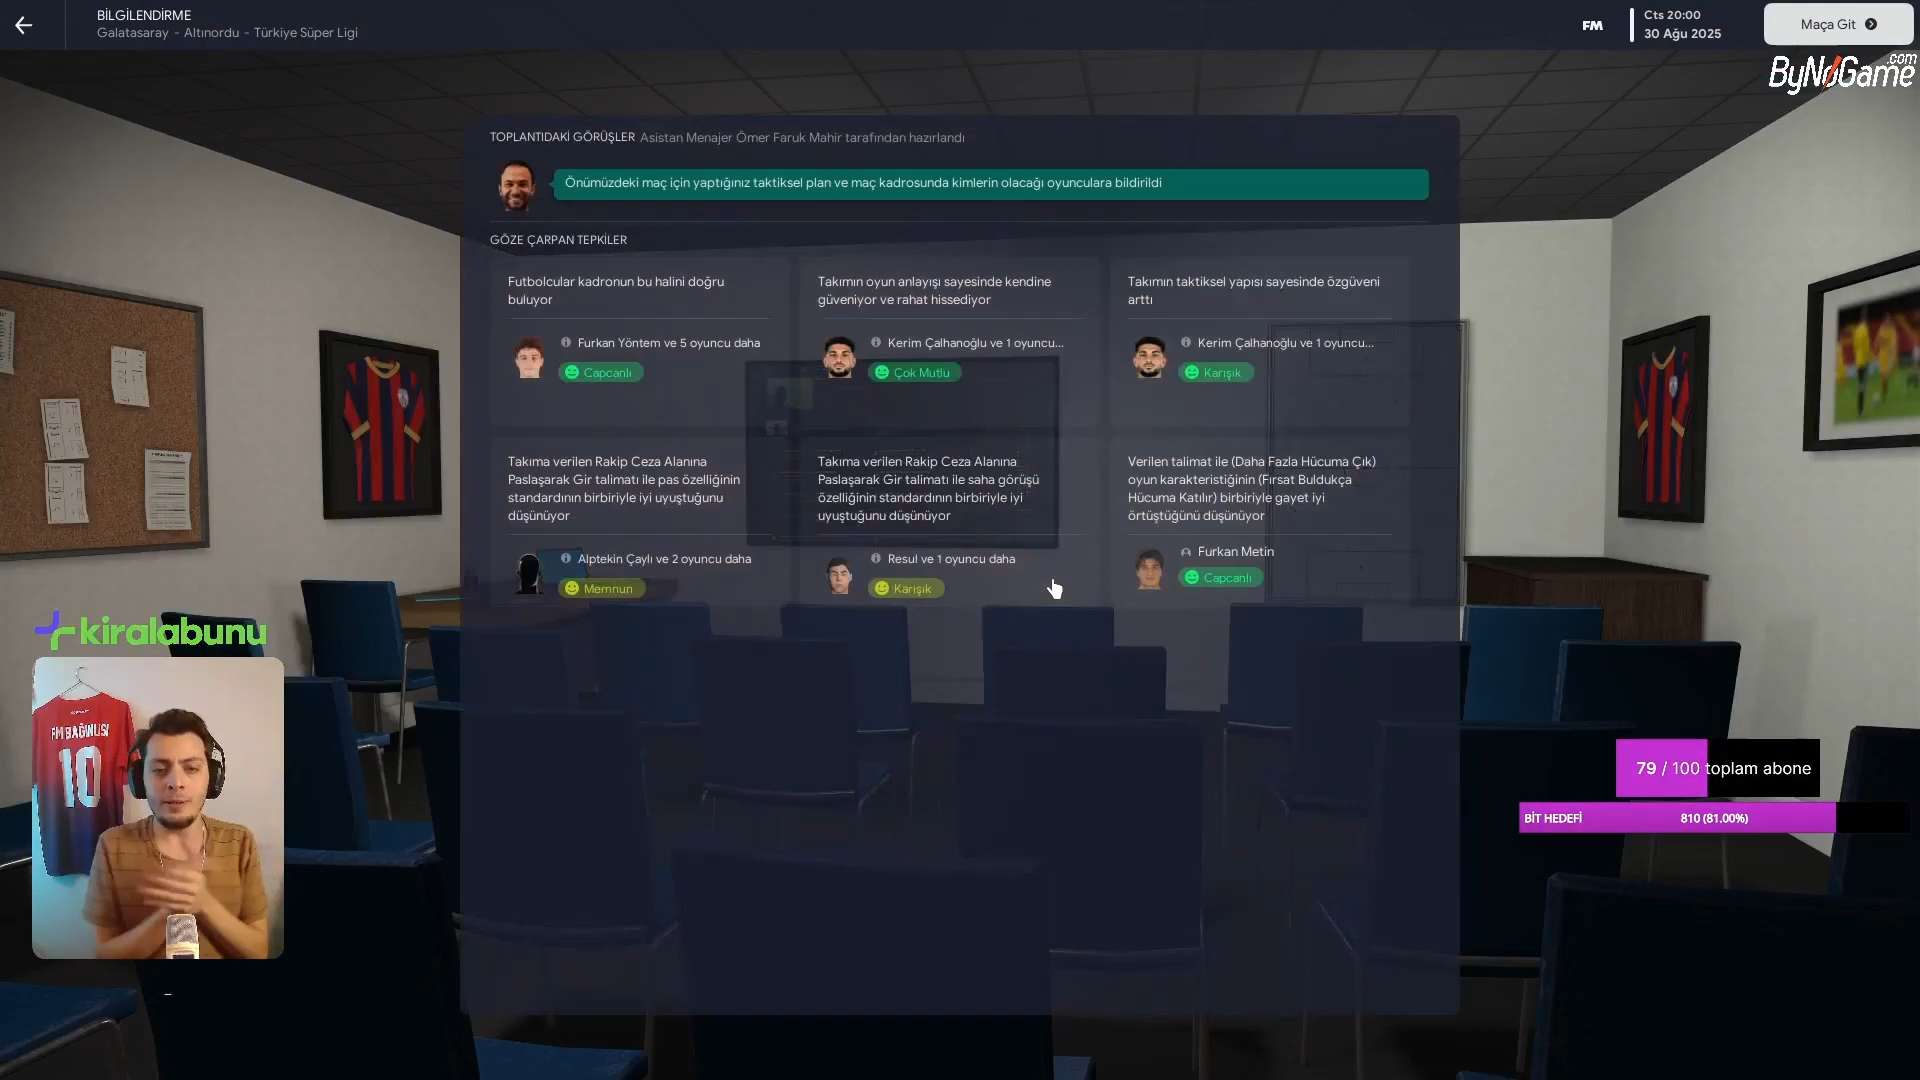 BİLGİLENDİRME
Galatasaray - Altınordu - Türkiye Süper Ligi
FM
Cts 20:00
30 Ağu 2025
Maça Git
ByNoGame.com
TOPLANTIDAKİ GÖRÜŞLER Asistan Menajer Ömer Faruk Mahir tarafından hazırlandı
Önümüzdeki maç için yaptığınız taktiksel plan ve maç kadrosunda kimlerin olacağı oyunculara bildirildi
GÖZE ÇARPAN TEPKİLER
Futbolcular kadronun bu halini doğru
buluyor
Furkan Yöntem ve 5 oyuncu daha
Capcanlı
Takımın oyun anlayışı sayesinde kendine
güveniyor ve rahat hissediyor
Kerim Çalhanoğlu ve 1 oyuncu...
Çok Mutlu
Takımın taktiksel yapısı sayesinde özgüveni
arttı
Kerim Çalhanoğlu ve 1 oyuncu...
Karışık
Takıma verilen Rakip Ceza Alanına
Paslaşarak Gir talimatı ile pas özelliğinin
standardının birbiriyle iyi uyuştuğunu
düşünüyor
Alptekin Çaylı ve 2 oyuncu daha
Memnun
Takıma verilen Rakip Ceza Alanına
Paslaşarak Gir talimatı ile saha görüşü
özelliğinin standardının birbiriyle iyi
uyuştuğunu düşünüyor
Resul ve 1 oyuncu daha
Karışık
Verilen talimat ile (Daha Fazla Hücuma Çık)
oyun karakteristiğinin (Fırsat Buldukça
Hücuma Katılır) birbiriyle gayet iyi
örtüştüğünü düşünüyor
Furkan Metin
Capcanlı
kiralabunu
FM BAĞIMLISI
10
79 / 100 toplam abone
BİT HEDEFİ 810 (81.00%)